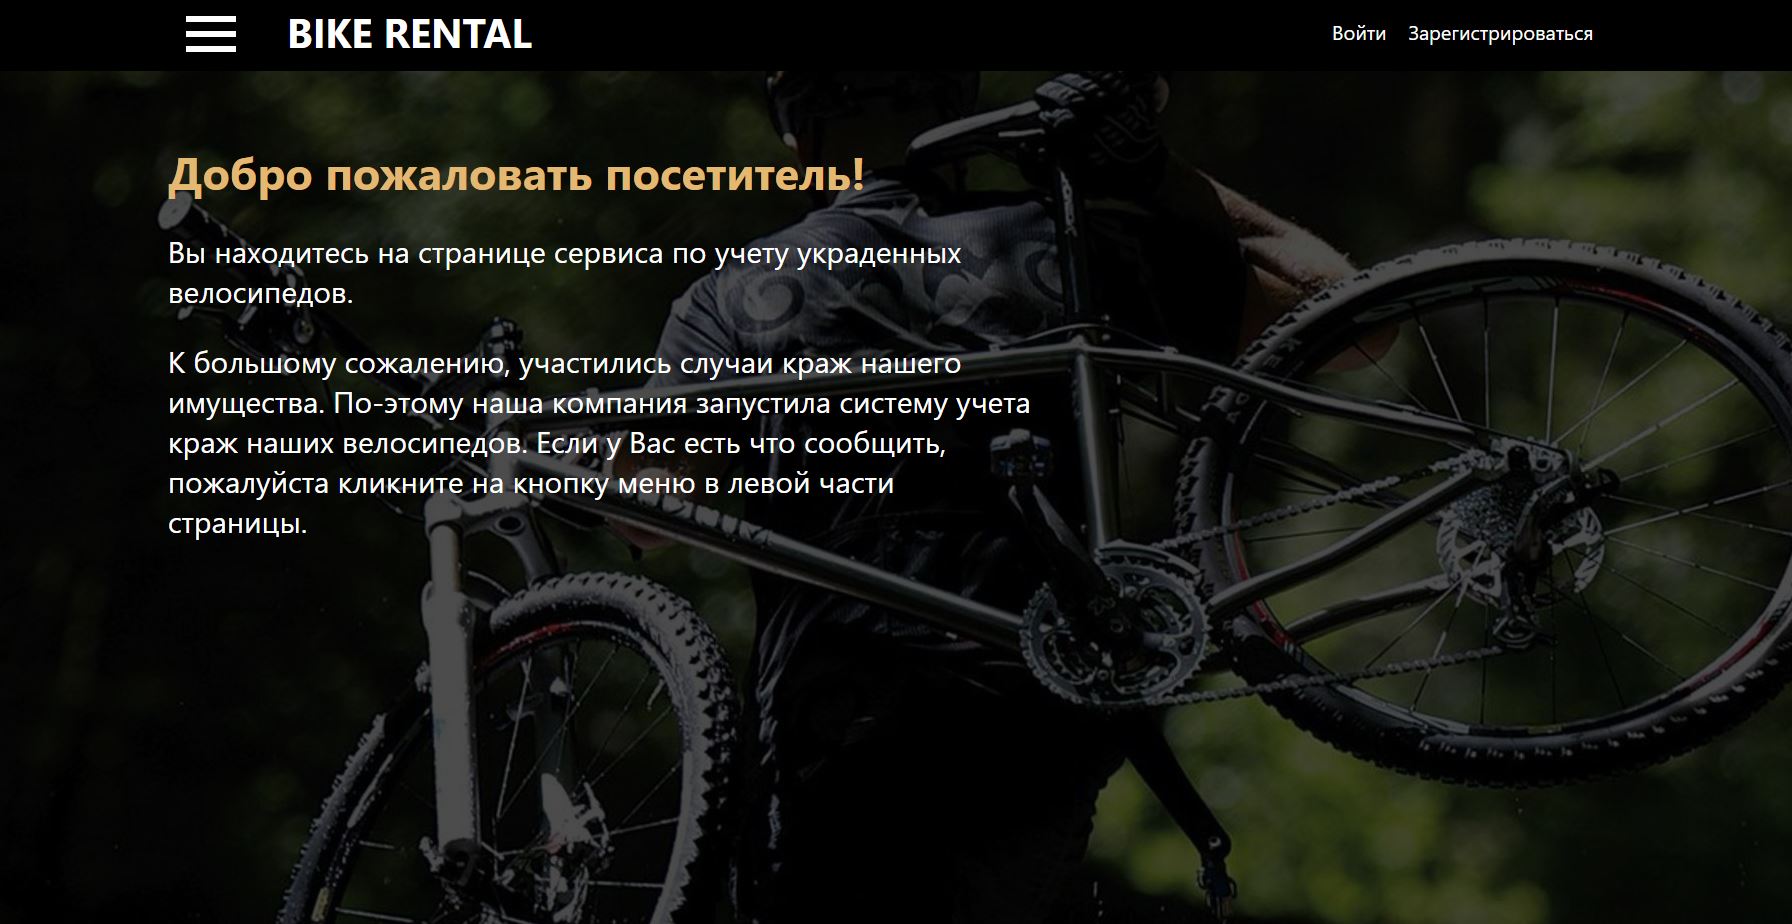 BIKE RENTAL
Войти Зарегистрироваться
Добро пожаловать посетитель!
Вы находитесь на странице сервиса по учету украденных
велосипедов.
К большому сожалению, участились случаи краж нашего
имущества. По-этому наша компания запустила систему учета
краж наших велосипедов. Если у Вас есть что сообщить,
пожалуйста кликните на кнопку меню в левой части
страницы.